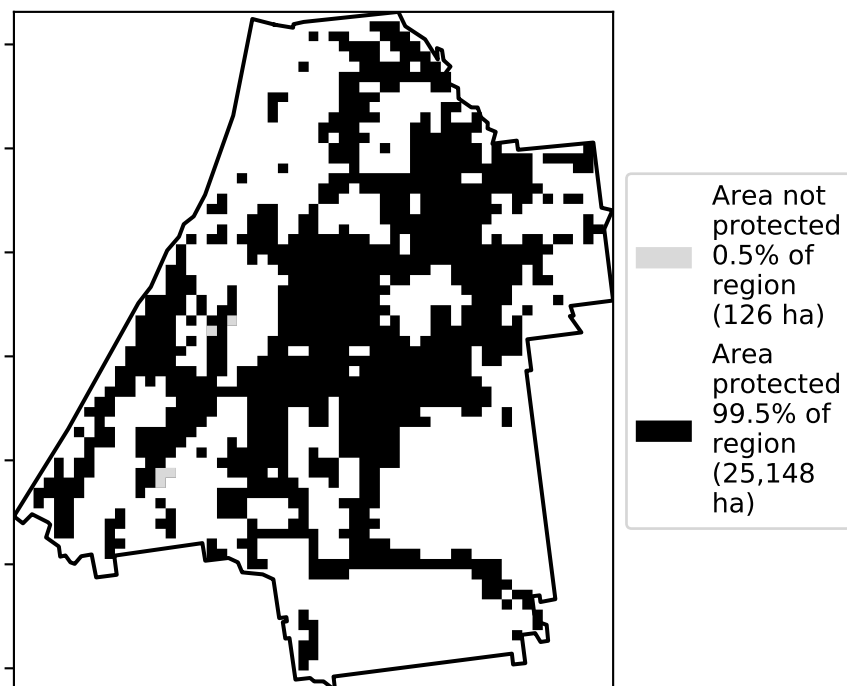 Area not
protected
0.5% of
region
(126 ha)
Area
protected
99.5% of
region
(25,148
ha)